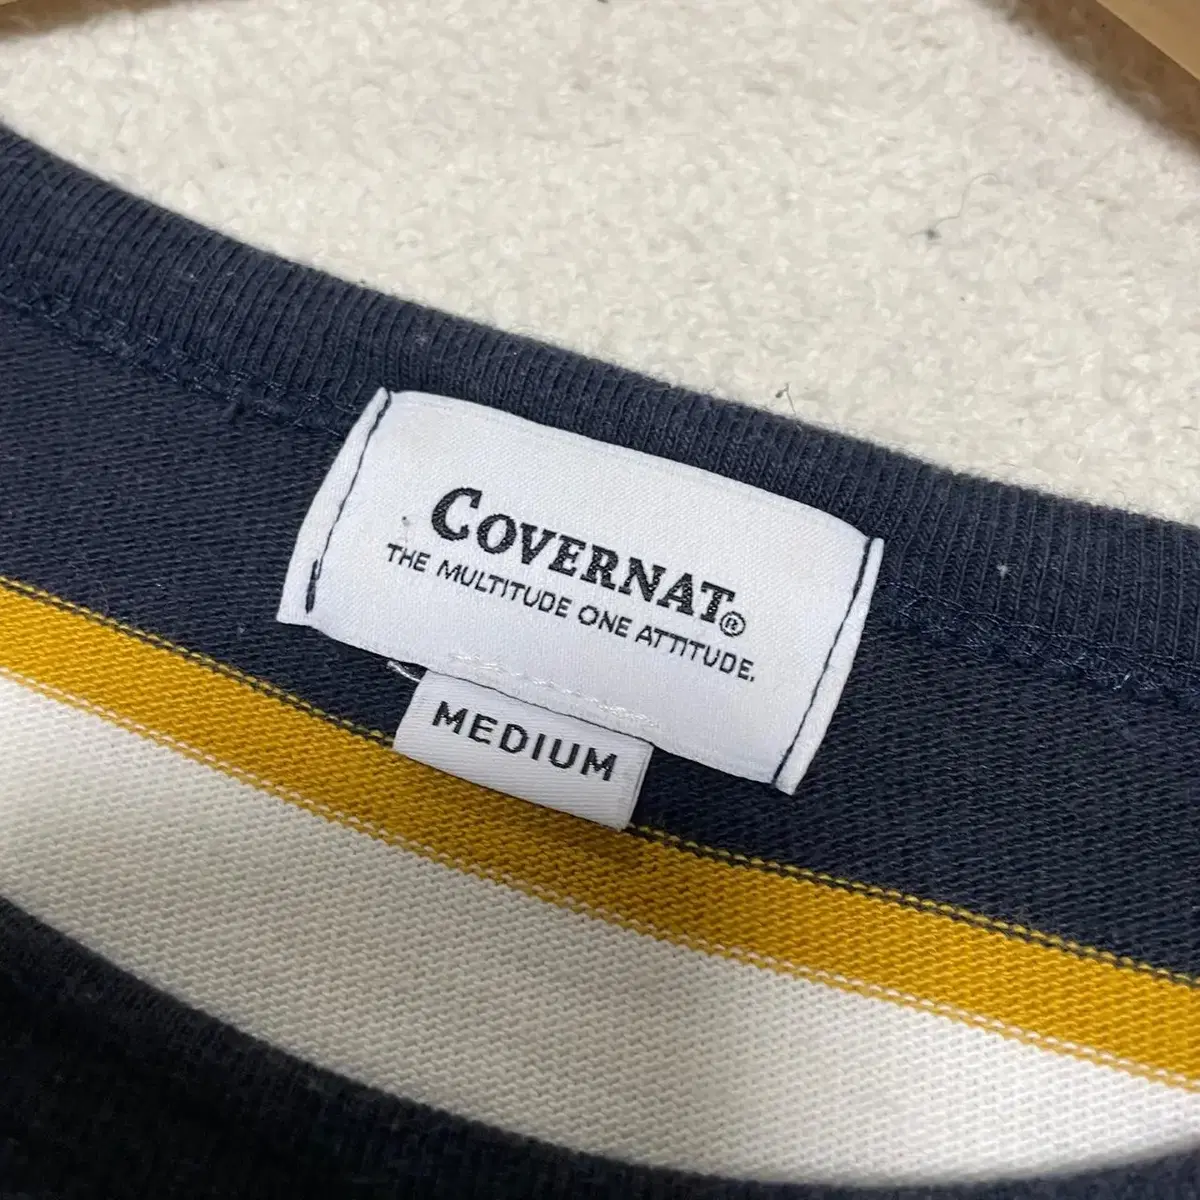 COVERNAT®
THE MULTITUDE ONE ATTITUDE.
MEDIUM